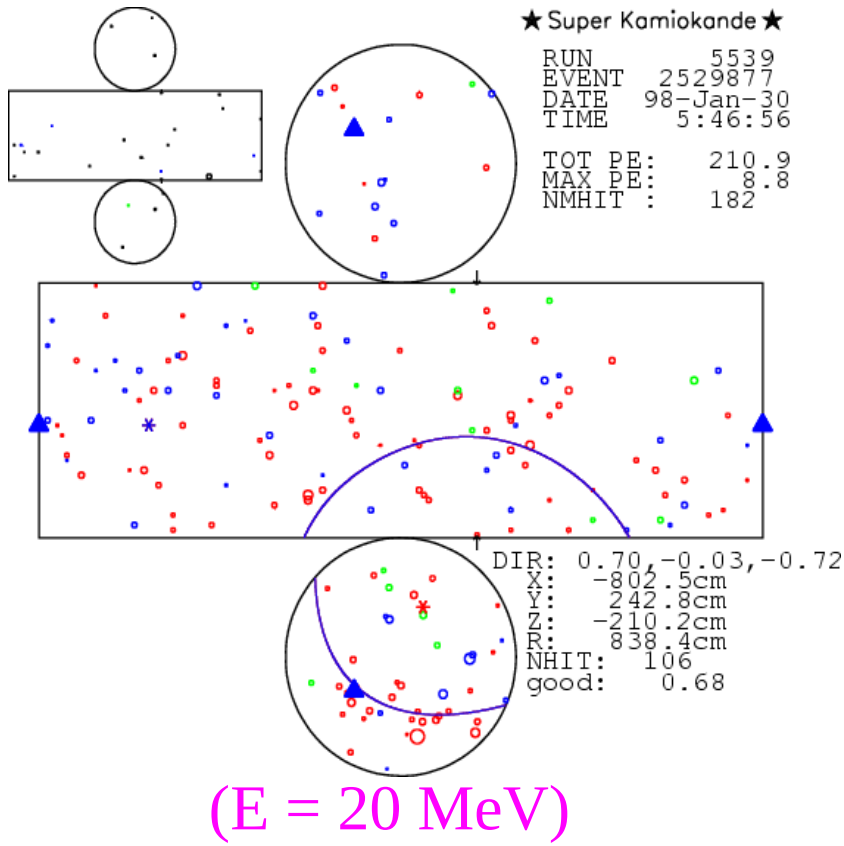 ★ Super Kamiokande ★
RUN 5539
EVENT 2529877
DATE 98-Jan-30
TIME 5:46:56
TOT PE: 210.9
MAX PE: 8.8
NMHIT : 182
DIR: 0.70,-0.03,-0.72
X: -802.5cm
Y: 242.8cm
Z: -210.2cm
R: 838.4cm
NHIT: 106
good: 0.68
(E = 20 MeV)